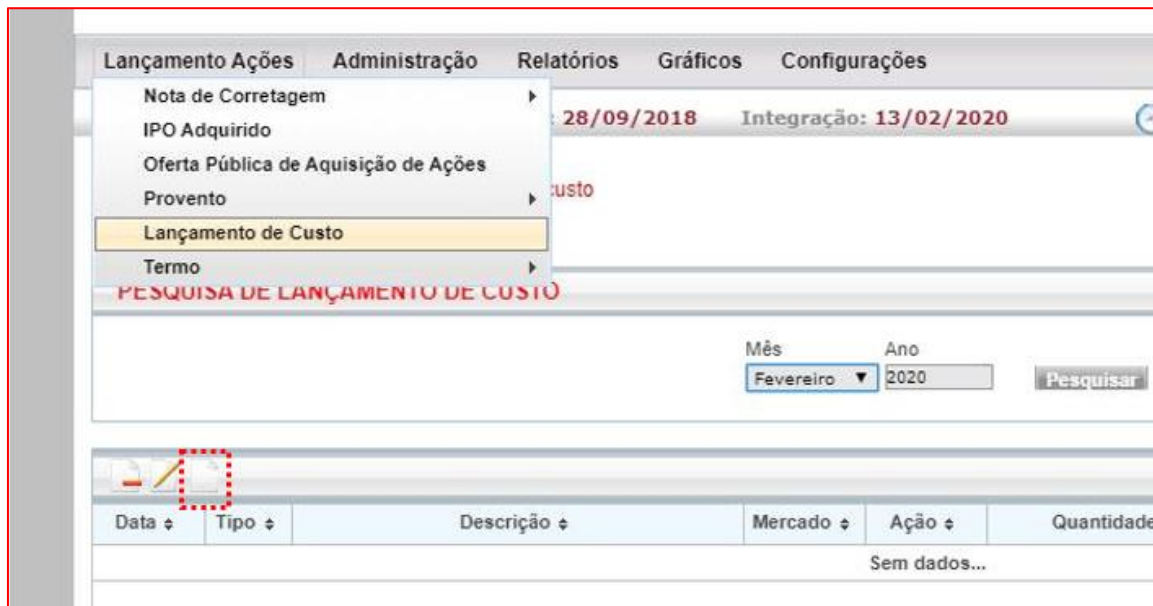 Lançamento Ações Administração Relatórios Gráficos Configurações
Nota de Corretagem
: 28/09/2018 Integração: 13/02/2020
IPO Adquirido
Oferta Pública de Aquisição de Ações
Provento
custo
Lançamento de Custo
Termo
PESQUISA DE LANÇAMENTO DE CUSTO
Mês Ano
Fevereiro 2020 Pesquisar
Data Tipo Descrição Mercado Ação Quantidade
Sem dados...